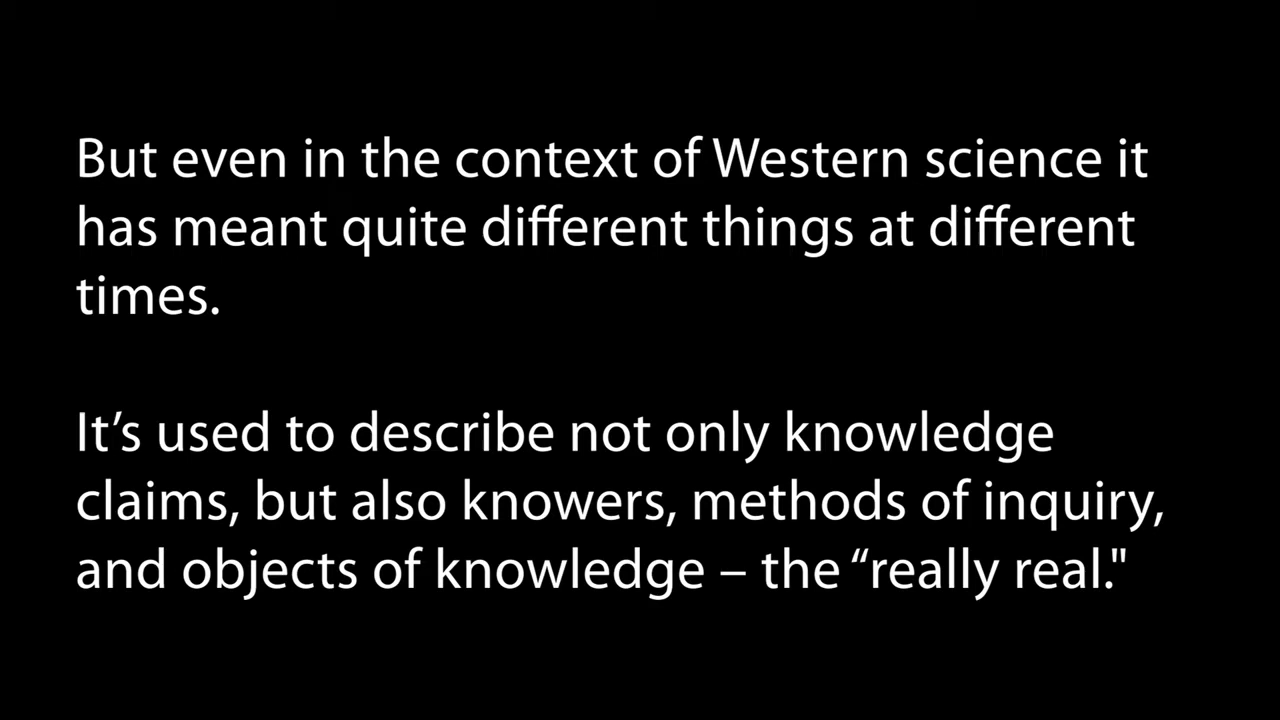 But even in the context of Western science it
has meant quite different things at different
times.
It’s used to describe not only knowledge
claims, but also knowers, methods of inquiry,
and objects of knowledge – the “really real."